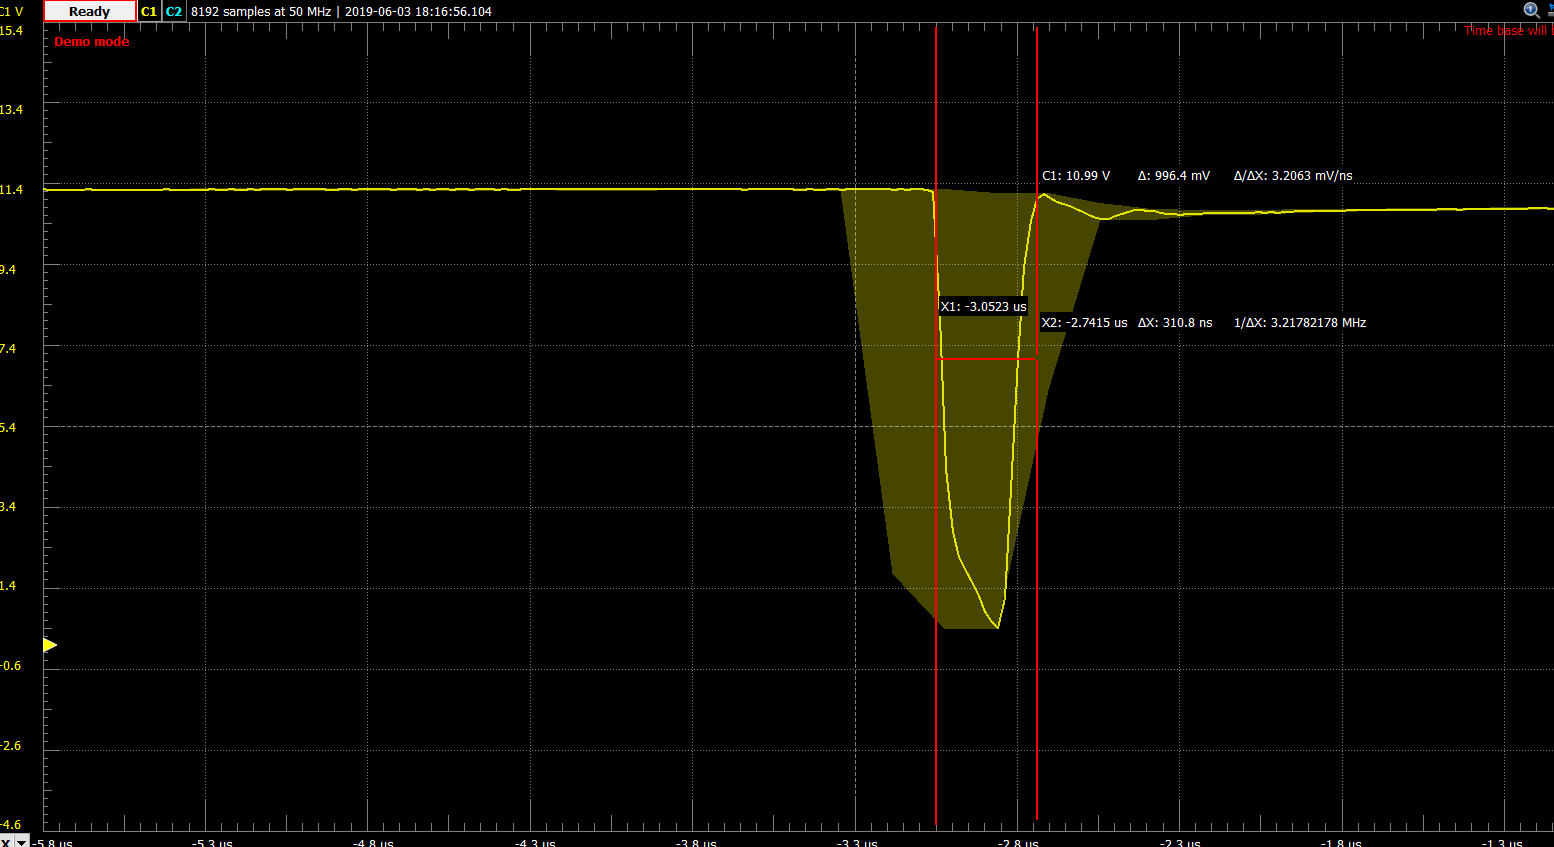 C1 V Ready C1 C2 8192 samples at 50 MHz | 2019-06-03 18:16:56.104
15.4
Demo mode
Time base will
13.4
11.4
C1: 10.99 V Δ: 996.4 mV Δ/ΔX: 3.2063 mV/ns
9.4
X1: -3.0523 us
X2: -2.7415 us ΔX: 310.8 ns 1/ΔX: 3.21782178 MHz
7.4
5.4
3.4
1.4
-0.6
-2.6
-4.6
X -5.8 us -5.3 us -4.8 us -4.3 us -3.8 us -3.3 us -2.8 us -2.3 us -1.8 us -1.3 us